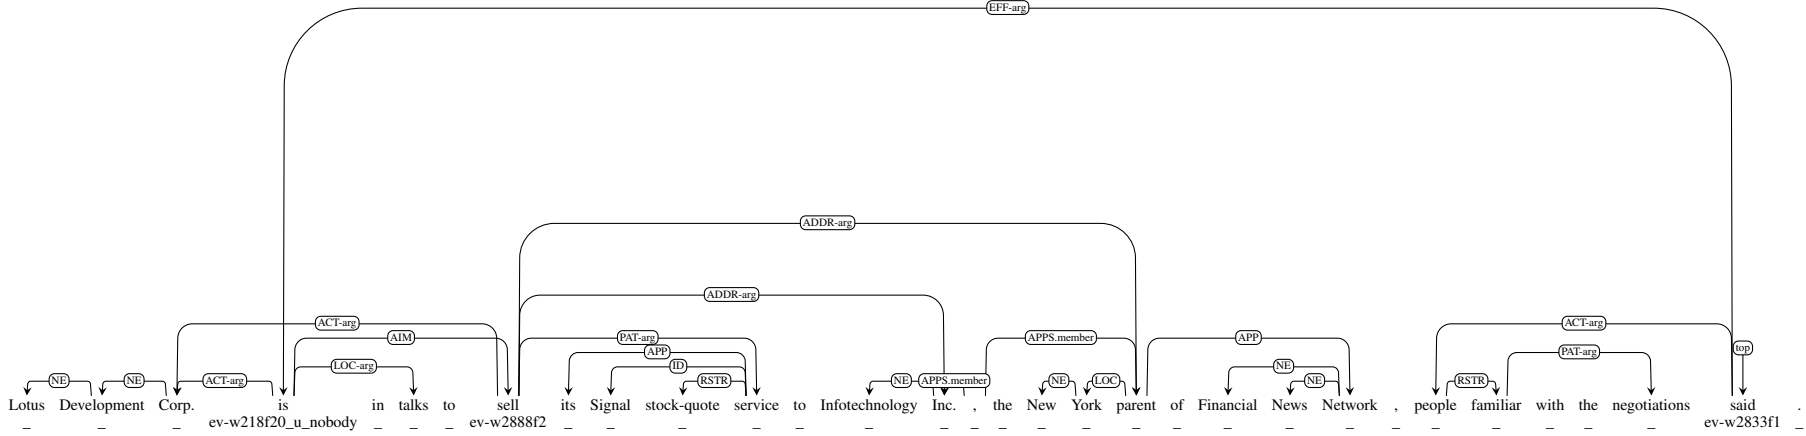 EFF-arg
ADDR-arg
ADDR-arg
ACT-arg ACT-arg
AIM PAT-arg APPS.member APP top
APP PAT-arg
LOC-arg ID NE
NE NE ACT-arg RSTR NE APPS.member NE LOC NE RSTR
Lotus Development Corp. is in talks to sell its Signal stock-quote service to Infotechnology Inc. , the New York parent of Financial News Network , people familiar with the negotiations said .
_ _ _ ev-w218f20_u_nobody _ _ _ ev-w2888f2 _ _ _ _ _ _ _ _ _ _ _ _ _ _ _ _ _ _ _ _ _ _ ev-w2833f1 _